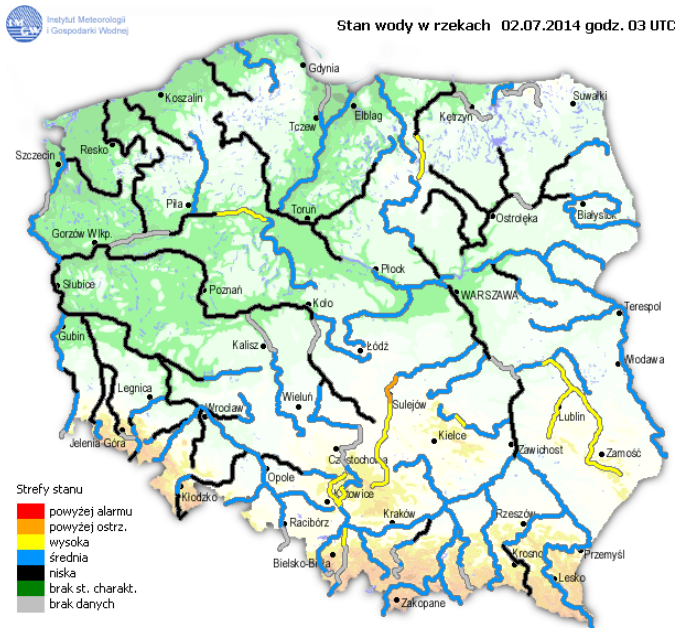 Instytut Meteorologii
i Gospodarki Wodnej
Stan wody w rzekach 02.07.2014 godz. 03 UTC
Gdynia
Koszalin
Suwałki
Elbląg
Kętrzyn
Tczew
Resko
Szczecin
Piła
Toruń
Ostrołęka
Białystok
Gorzów Wlkp.
Płock
Słubice
Poznań
WARSZAWA
Koło
Terespol
Gubin
Kalisz
Łódź
Włodawa
Legnica
Wieluń
Sulejów
Wrocław
Lublin
Jelenia Góra
Kielce
Zawichost
Zamość
Częstochowa
Opole
Kłodzko
Katowice
Strefy stanu
powyżej alarmu
powyżej ostrz.
wysoka
średnia
niska
brak st. charakt.
brak danych
Racibórz
Kraków
Rzeszów
Przemyśl
Bielsko-Biała
Krosno
Lesko
Zakopane